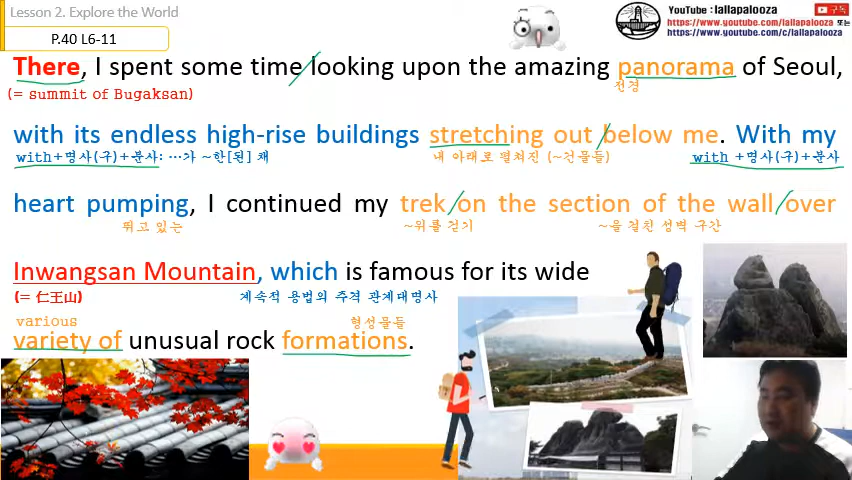 Lesson 2. Explore the World
P.40 L6-11
YouTube : lallapalooza 구독
https://www.youtube.com/lallapalooza 또는
https://www.youtube.com/c/lallapalooza
There, I spent some time looking upon the amazing panorama of Seoul,
(= summit of Bugaksan) 전경
with its endless high-rise buildings stretching out below me. With my
with+명사(구)+분사: …가 ~한[된] 채 내 아래로 펼쳐진 (~건물들) with +명사(구)+분사
heart pumping, I continued my trek on the section of the wall over
뛰고 있는 ~위를 걷기 ~을 걸친 성벽 구간
Inwangsan Mountain, which is famous for its wide
(= 仁王山) 계속적 용법의 주격 관계대명사
various 형성물들
variety of unusual rock formations.